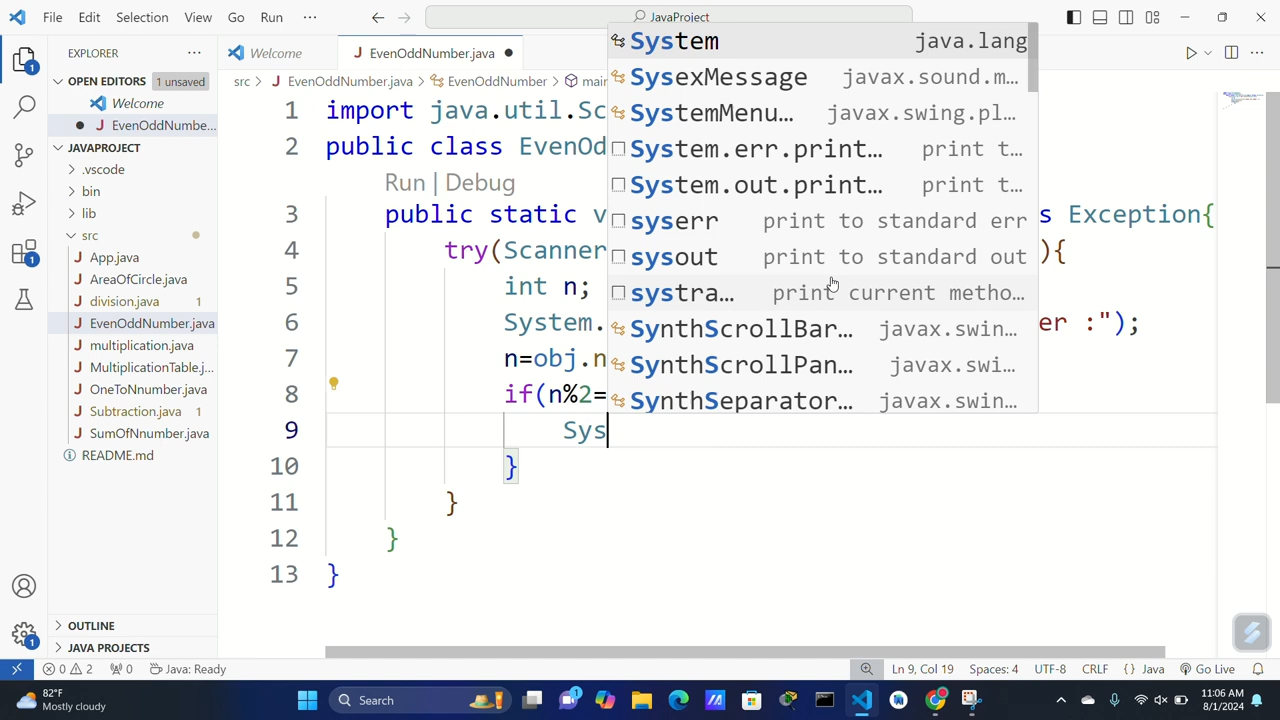 File Edit Selection View Go Run ···
JavaProject
EXPLORER ···
OPEN EDITORS 1 unsaved
Welcome
J EvenOddNumbe...
JAVAPROJECT
.vscode
bin
lib
src
J App.java
J AreaOfCircle.java
J division.java 1
J EvenOddNumber.java
J multiplication.java
J MultiplicationTable.j...
J OneToNnumber.java
J Subtraction.java 1
J SumOfNnumber.java
README.md
OUTLINE
JAVA PROJECTS
Welcome
J EvenOddNumber.java
src > J EvenOddNumber.java > EvenOddNumber > main
1 import java.util.Sc
2 public class EvenOd
Run | Debug
3 public static v s Exception{
4 try(Scanner ){
5 int n;
6 System. er :");
7 n=obj.n
8 if(n%2=
9 Sys
10 }
11 }
12 }
13 }
System java.lang
SysexMessage javax.sound.m...
SystemMenu... javax.swing.pl...
System.err.print... print t...
System.out.print... print t...
syserr print to standard err
sysout print to standard out
systra... print current metho...
SynthScrollBar... javax.swin...
SynthScrollPan... javax.swi...
SynthSeparator... javax.swin...
0 2 0 Java: Ready
Ln 9, Col 19 Spaces: 4 UTF-8 CRLF {} Java Go Live
82°F
Mostly cloudy
Search
11:06 AM
8/1/2024